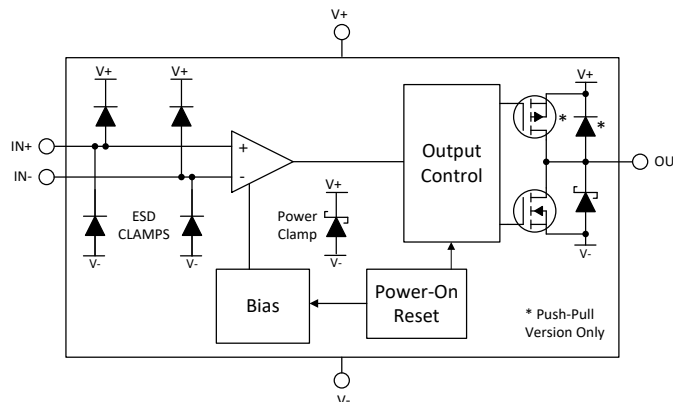 V+
V+
V+
V+
IN+
+
*
*
IN-
-
Output
Control
OU
V+
ESD
CLAMPS
Power
Clamp
V-
V-
V-
V-
Bias
Power-On
Reset
* Push-Pull
Version Only
V-